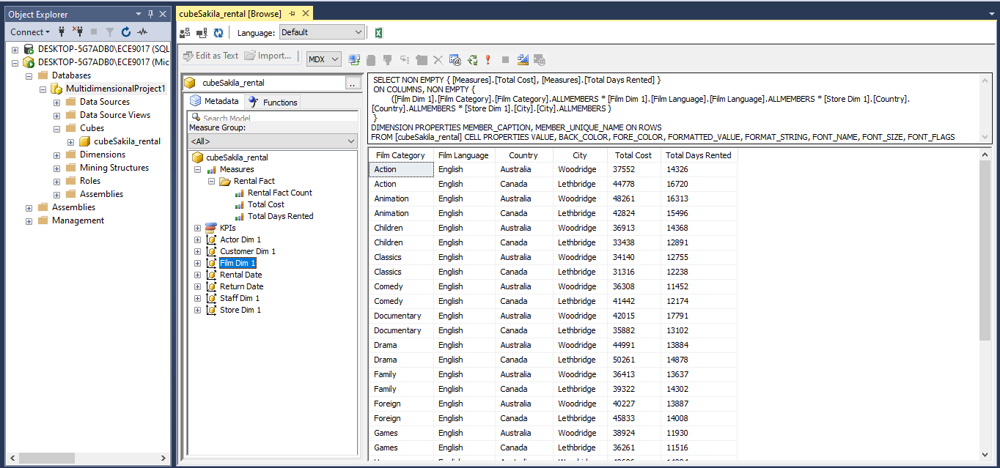 Object Explorer
Connect
DESKTOP-5G7ADB0\ECE9017 (SQL
DESKTOP-5G7ADB0\ECE9017 (Mic
Databases
MultidimensionalProject1
Data Sources
Data Source Views
Cubes
cubeSakila_rental
Dimensions
Mining Structures
Roles
Assemblies
Assemblies
Management
cubeSakila_rental [Browse]
Language: Default
Edit as Text Import... MDX
cubeSakila_rental ..
Metadata Functions
Search Model
Measure Group:
<All>
cubeSakila_rental
Measures
Rental Fact
Rental Fact Count
Total Cost
Total Days Rented
KPIs
Actor Dim 1
Customer Dim 1
Film Dim 1
Rental Date
Return Date
Staff Dim 1
Store Dim 1
SELECT NON EMPTY { [Measures].[Total Cost], [Measures].[Total Days Rented] }
ON COLUMNS, NON EMPTY {
([Film Dim 1].[Film Category].[Film Category].ALLMEMBERS * [Film Dim 1].[Film Language].[Film Language].ALLMEMBERS * [Store Dim 1].[Country].
[Country].ALLMEMBERS * [Store Dim 1].[City].[City].ALLMEMBERS )
}
DIMENSION PROPERTIES MEMBER_CAPTION, MEMBER_UNIQUE_NAME ON ROWS
FROM [cubeSakila_rental] CELL PROPERTIES VALUE, BACK_COLOR, FORE_COLOR, FORMATTED_VALUE, FORMAT_STRING, FONT_NAME, FONT_SIZE, FONT_FLAGS
Film Category Film Language Country City Total Cost Total Days Rented
Action English Australia Woodridge 37552 14326
Action English Canada Lethbridge 44778 16720
Animation English Australia Woodridge 48261 16313
Animation English Canada Lethbridge 42824 15496
Children English Australia Woodridge 36913 14368
Children English Canada Lethbridge 33438 12891
Classics English Australia Woodridge 34140 12755
Classics English Canada Lethbridge 31316 12238
Comedy English Australia Woodridge 36308 11452
Comedy English Canada Lethbridge 41442 12174
Documentary English Australia Woodridge 42015 17791
Documentary English Canada Lethbridge 35882 13102
Drama English Australia Woodridge 44991 13884
Drama English Canada Lethbridge 50261 14878
Family English Australia Woodridge 36413 13637
Family English Canada Lethbridge 39322 14302
Foreign English Australia Woodridge 40227 13887
Foreign English Canada Lethbridge 45833 14008
Games English Australia Woodridge 38924 11930
Games English Canada Lethbridge 36261 11516